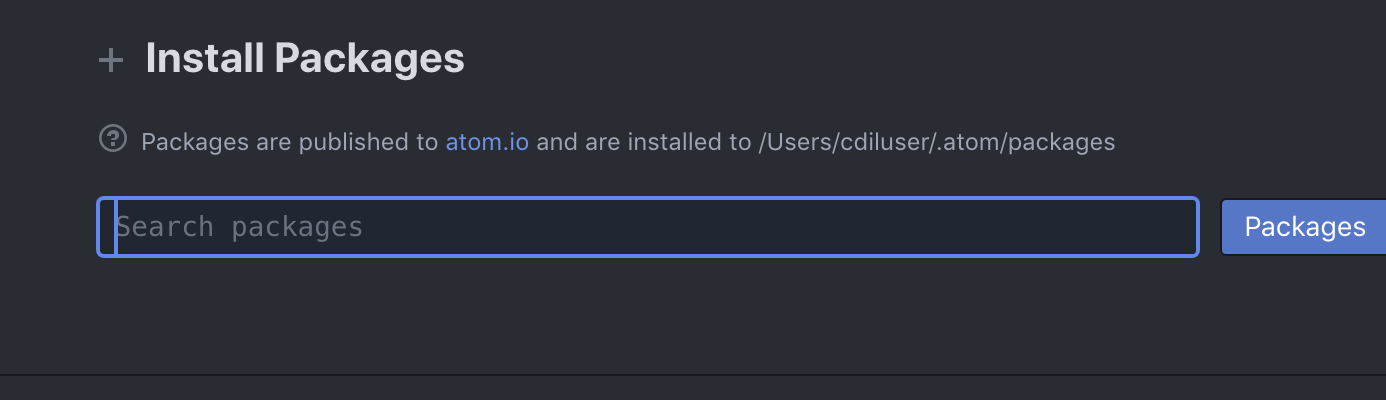 Install Packages
Packages are published to atom.io and are installed to /Users/cdiluser/.atom/packages
Search packages
Packages